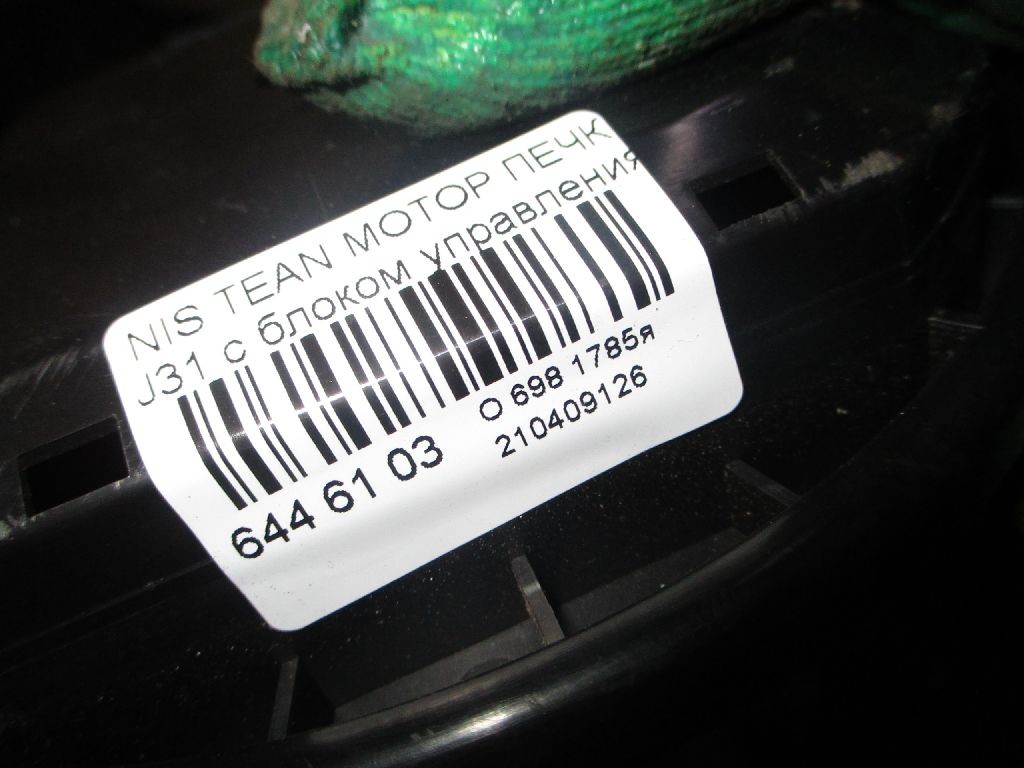 NIS TEAN МОТОР ПЕЧК
J31 с блоком управления
О 698 1785я
644 61 03
210409126